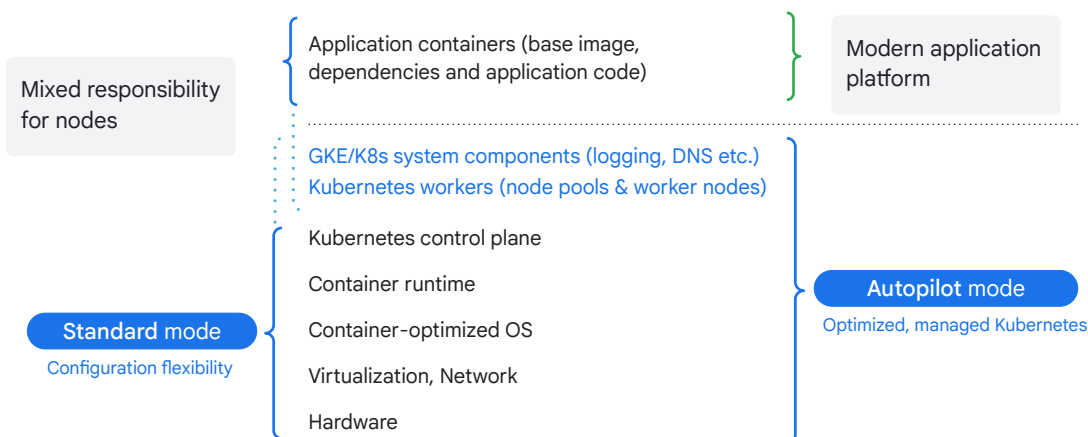 Mixed responsibility
for nodes
Application containers (base image,
dependencies and application code)
Modern application
platform
GKE/K8s system components (logging, DNS etc.)
Kubernetes workers (node pools & worker nodes)
Kubernetes control plane
Container runtime
Container-optimized OS
Virtualization, Network
Hardware
Standard mode
Configuration flexibility
Autopilot mode
Optimized, managed Kubernetes